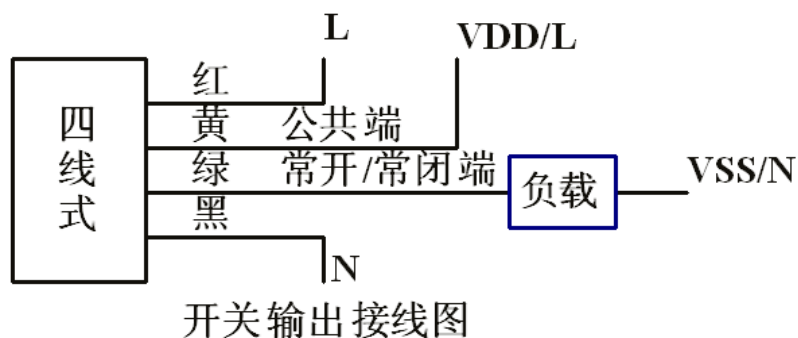 L
VDD/L
红
黄 公共端
绿 常开/常闭端
黑
四线式
负载
VSS/N
N
开关输出接线图